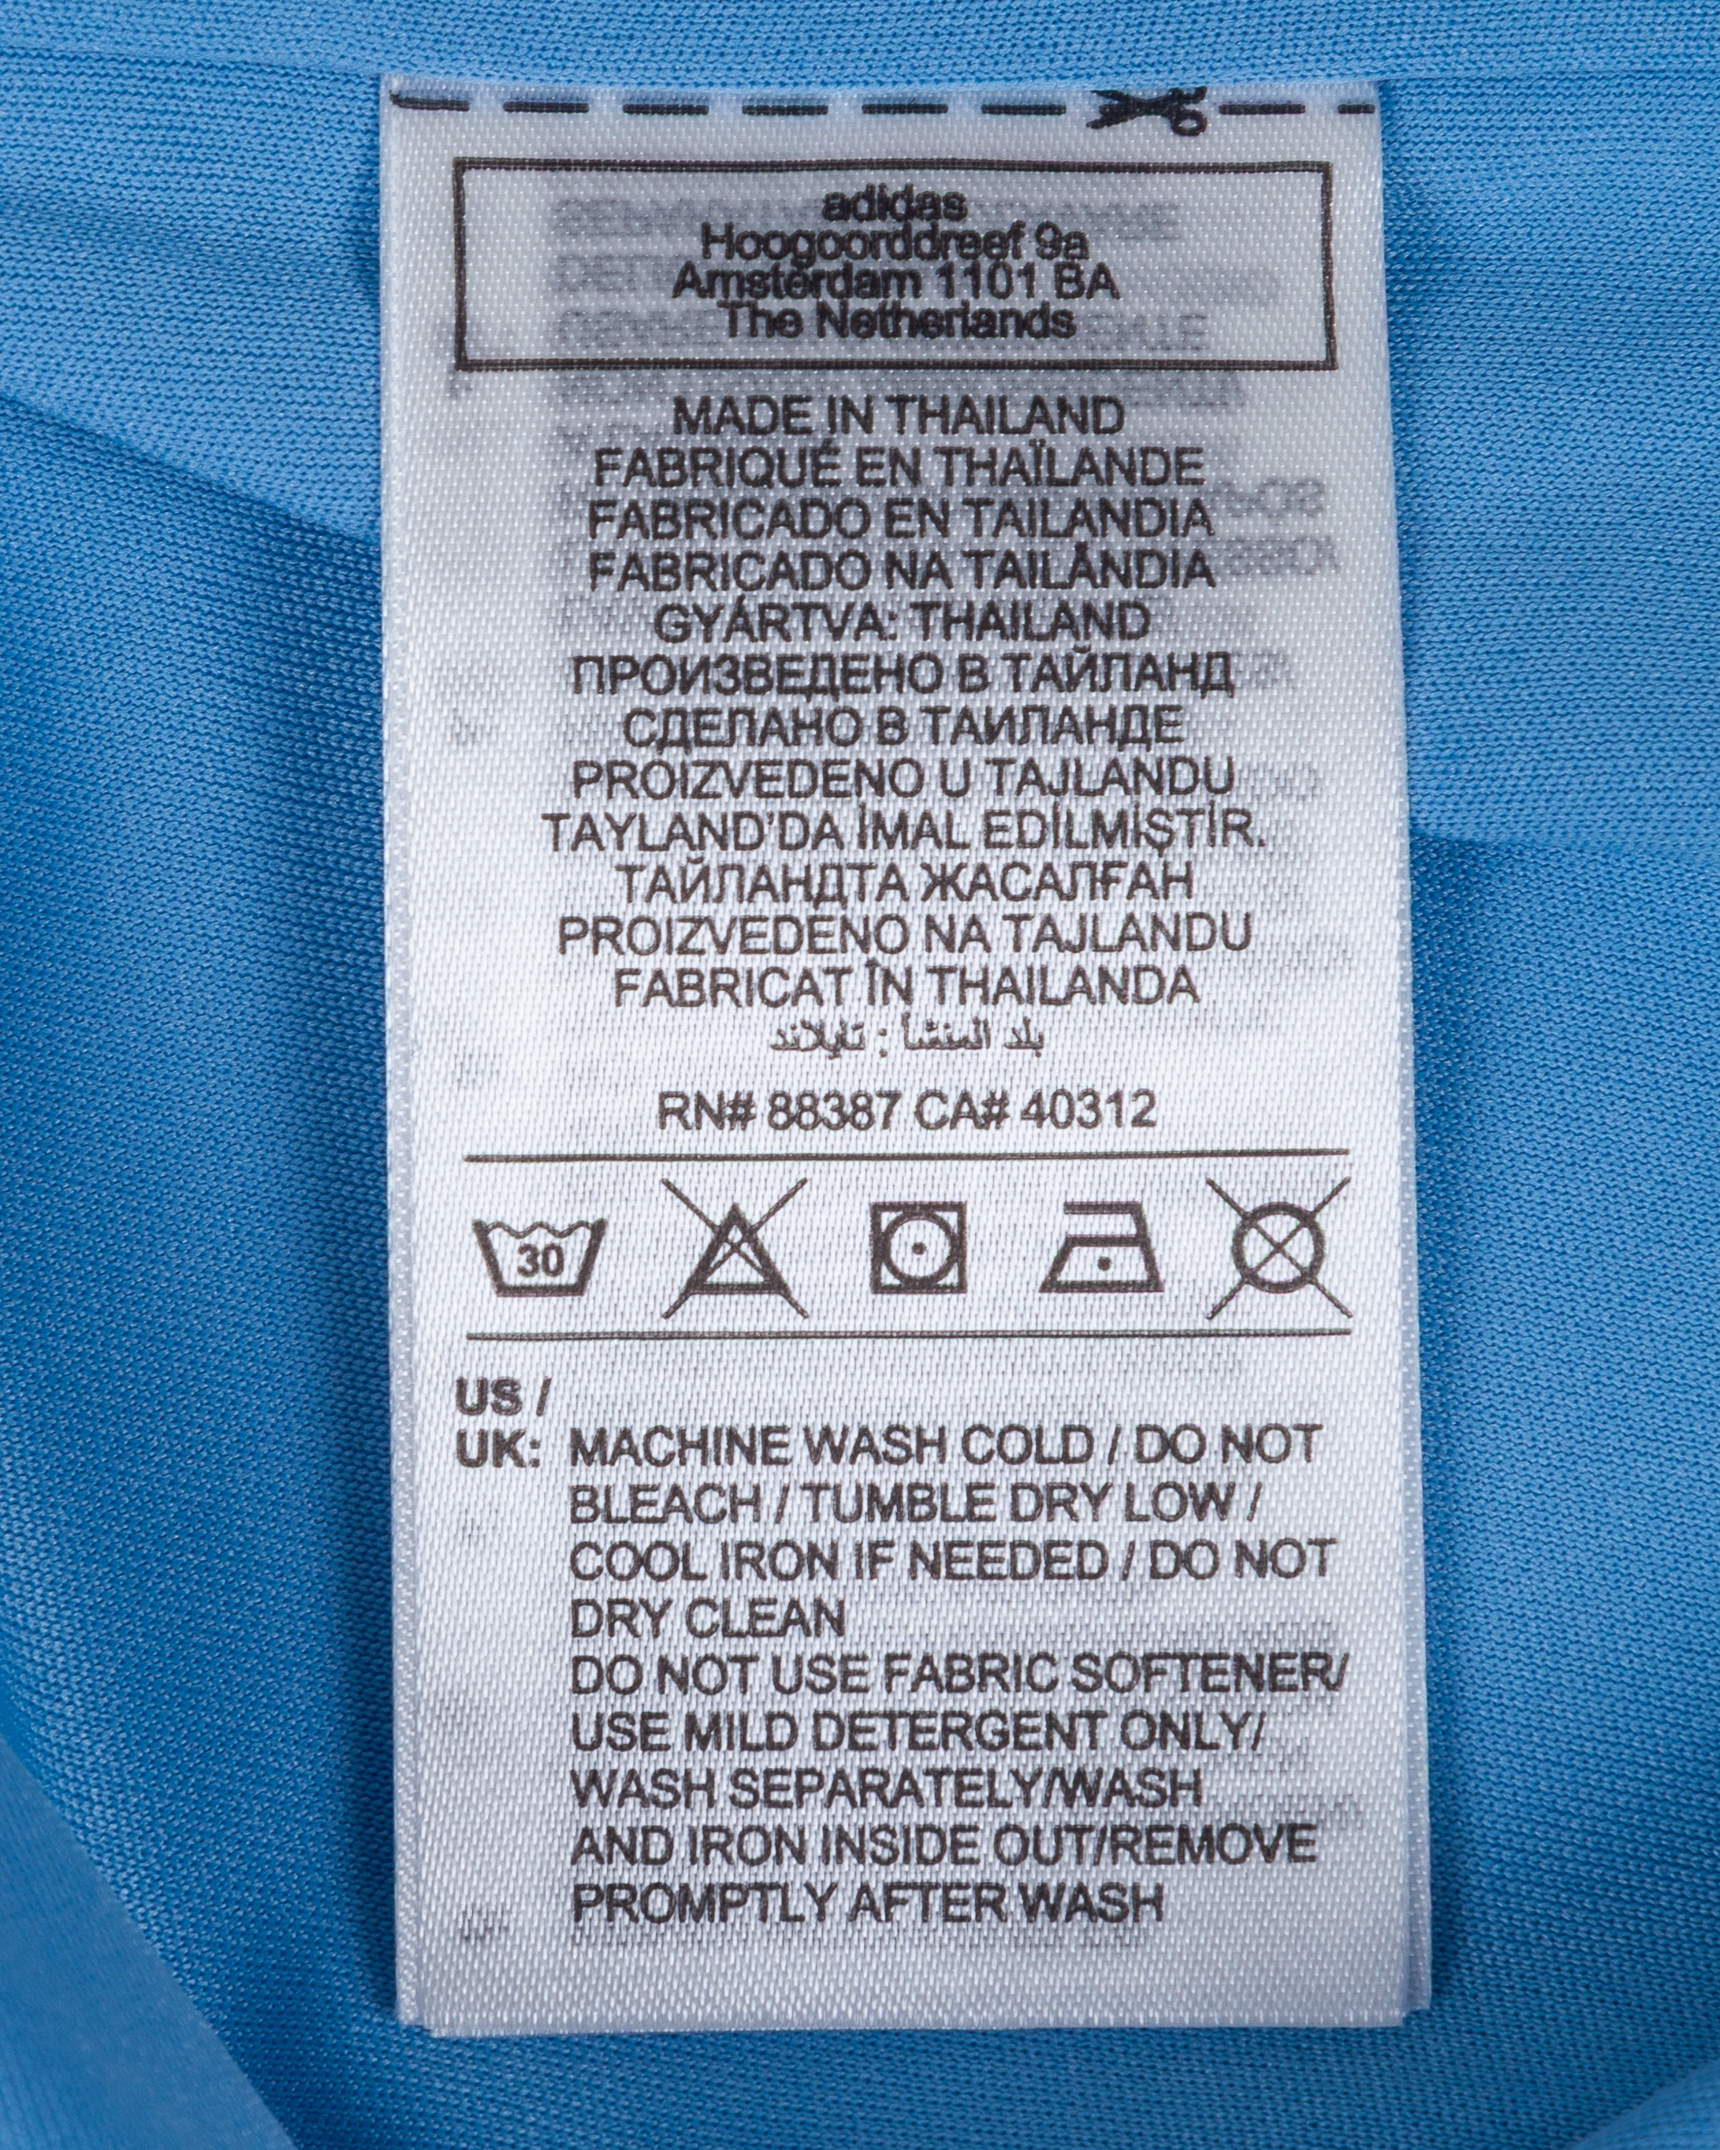 adidas
Hoogoorddreef 9a
Amsterdam 1101 BA
The Netherlands
MADE IN THAILAND
FABRIQUÉ EN THAÏLANDE
FABRICADO EN TAILANDIA
FABRICADO NA TAILÂNDIA
GYÁRTVA: THAILAND
ПРОИЗВЕДЕНО В ТАЙЛАНД
СДЕЛАНО В ТАИЛАНДЕ
PROIZVEDENO U TAJLANDU
TAYLAND'DA İMAL EDİLMİŞTİR.
ТАЙЛАНДТА ЖАСАЛҒАН
PROIZVEDENO NA TAJLANDU
FABRICAT ÎN THAILANDA
بلد المنشأ : تايلاند
RN# 88387 CA# 40312
30
US /
UK: MACHINE WASH COLD / DO NOT
BLEACH / TUMBLE DRY LOW /
COOL IRON IF NEEDED / DO NOT
DRY CLEAN
DO NOT USE FABRIC SOFTENER/
USE MILD DETERGENT ONLY/
WASH SEPARATELY/WASH
AND IRON INSIDE OUT/REMOVE
PROMPTLY AFTER WASH